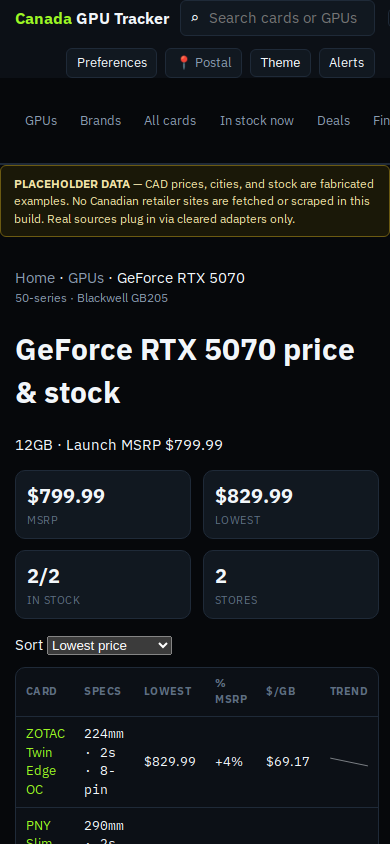 Canada GPU Tracker
Search cards or GPUs
Preferences
📍 Postal
Theme
Alerts
GPUs Brands All cards In stock now Deals Fin
PLACEHOLDER DATA — CAD prices, cities, and stock are fabricated
examples. No Canadian retailer sites are fetched or scraped in this
build. Real sources plug in via cleared adapters only.
Home · GPUs · GeForce RTX 5070
50-series · Blackwell GB205
GeForce RTX 5070 price
& stock
12GB · Launch MSRP $799.99
$799.99
MSRP
$829.99
LOWEST
2/2
IN STOCK
2
STORES
Sort Lowest price
CARD SPECS LOWEST % MSRP $/GB TREND
ZOTAC
Twin
Edge
OC
224mm
· 2s
· 8-
pin
$829.99
+4%
$69.17
PNY
Slim
290mm
· 2s